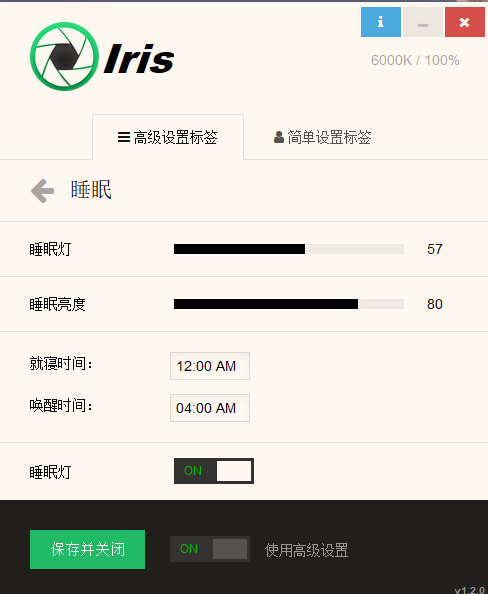 Iris
6000K / 100%
高级设置标签
简单设置标签
睡眠
睡眠灯 57
睡眠亮度 80
就寝时间： 12:00 AM
唤醒时间： 04:00 AM
睡眠灯 ON
保存并关闭 ON 使用高级设置
v1.2.0